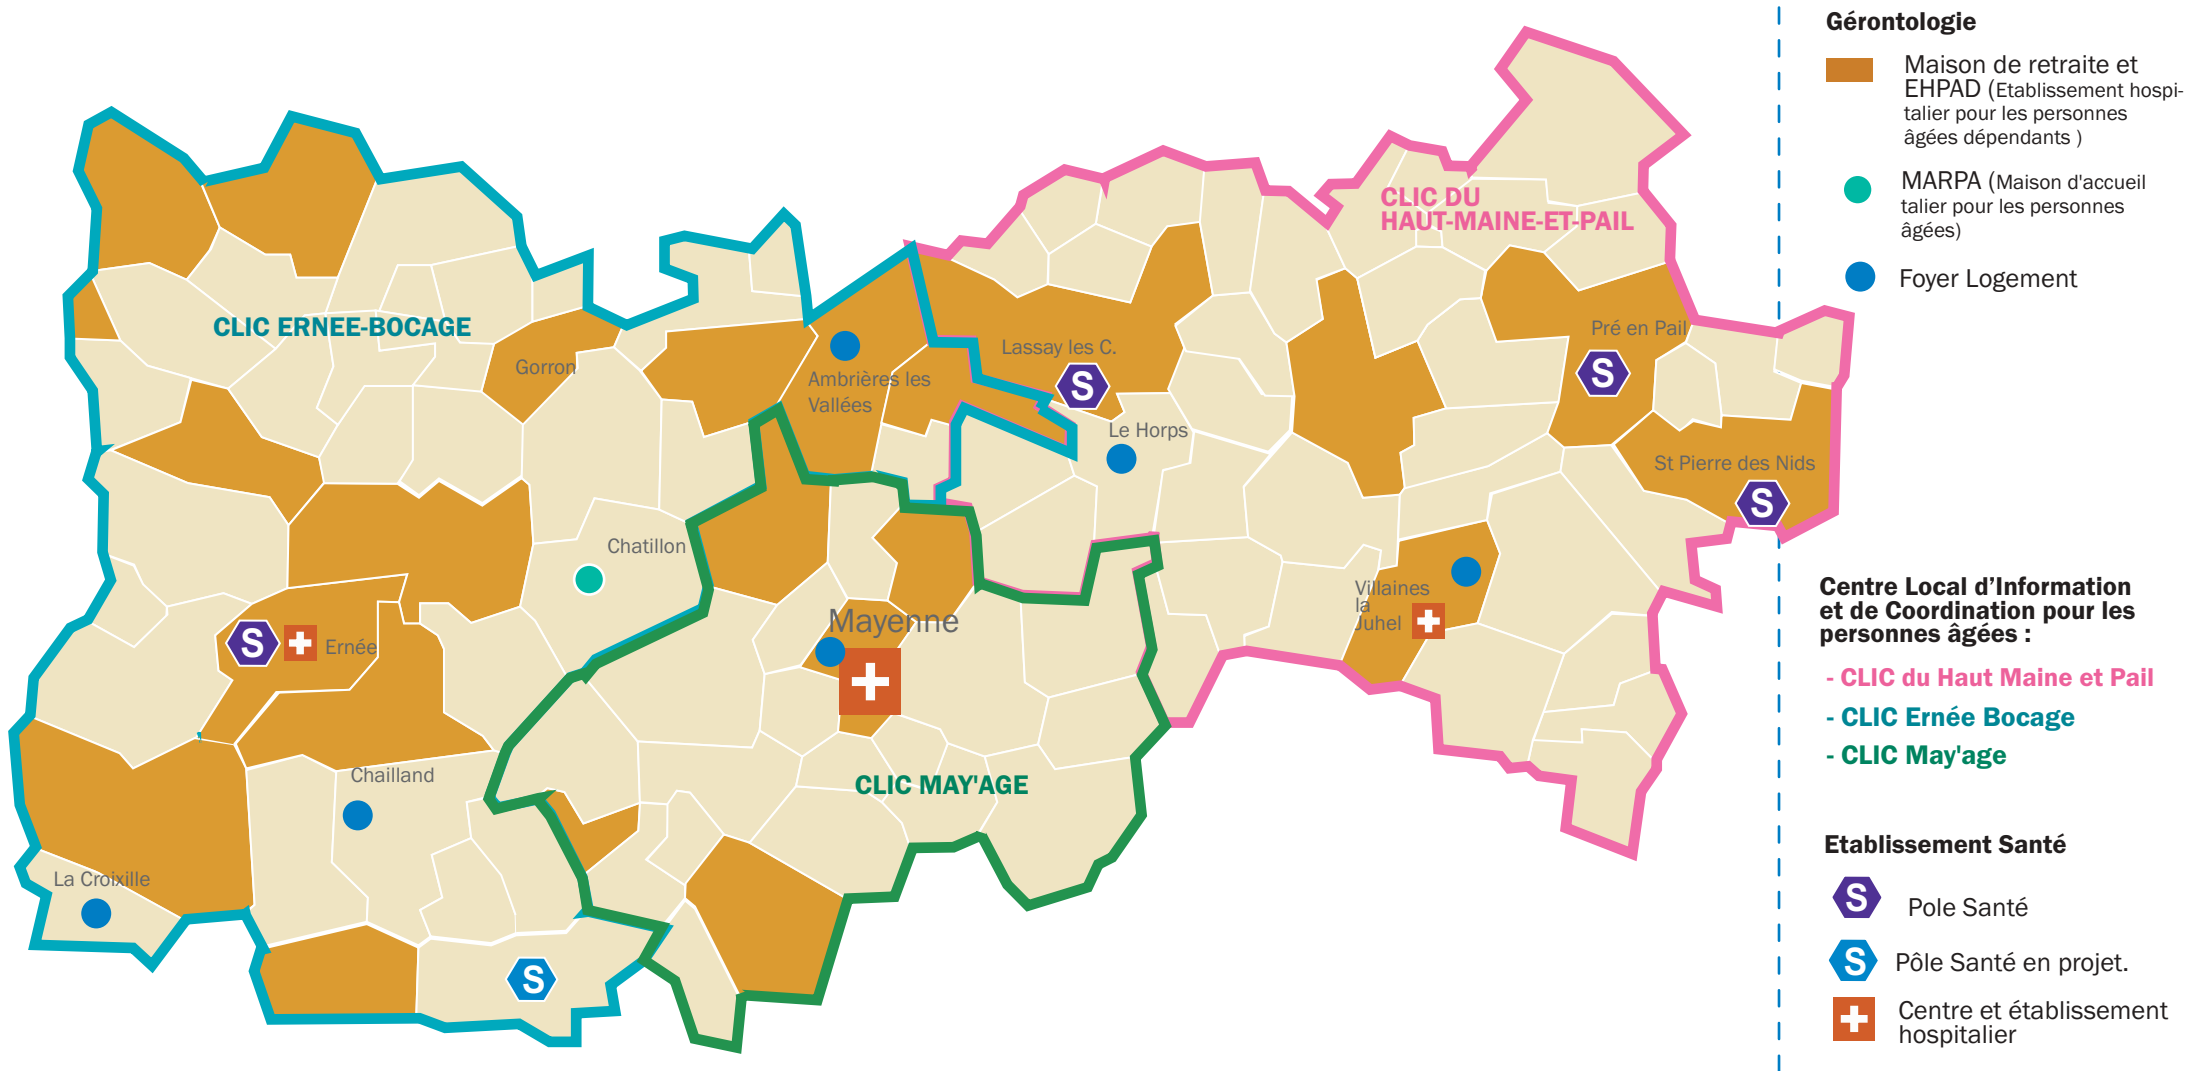 CLIC ERNEE-BOCAGE
Gorron
Ambrières les
Vallées
Lassay les C.
Le Horps
CLIC DU
HAUT-MAINE-ET-PAIL
Pré en Pail
St Pierre des Nids
S
S
S
Chatillon
Mayenne
Villaines
la
Juhel
S
Ernée
Chailland
CLIC MAY'AGE
La Croixille
S
Gérontologie
Maison de retraite et
EHPAD (Etablissement hospi-
talier pour les personnes
âgées dépendants )
MARPA (Maison d'accueil
talier pour les personnes
âgées)
Foyer Logement
Centre Local d’Information
et de Coordination pour les
personnes âgées :
- CLIC du Haut Maine et Pail
- CLIC Ernée Bocage
- CLIC May'age
Etablissement Santé
S Pole Santé
S Pôle Santé en projet.
Centre et établissement
hospitalier